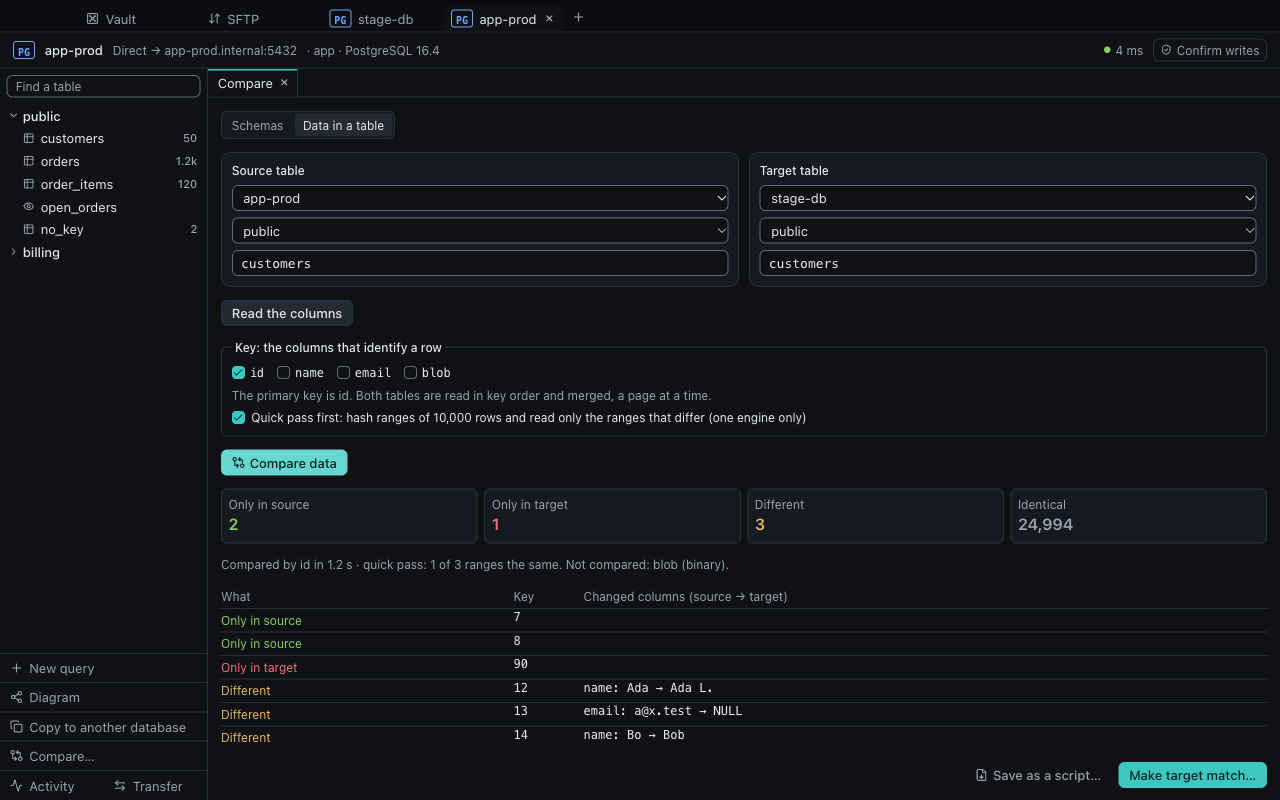 Vault
SFTP
PG stage-db
PG app-prod × +
PG app-prod Direct → app-prod.internal:5432 · app · PostgreSQL 16.4
4 ms Confirm writes
Find a table
Compare ×
public
customers 50
orders 1.2k
order_items 120
open_orders
no_key 2
billing
New query
Diagram
Copy to another database
Compare...
Activity Transfer
Schemas Data in a table
Source table
app-prod
public
customers
Target table
stage-db
public
customers
Read the columns
Key: the columns that identify a row
id name email blob
The primary key is id. Both tables are read in key order and merged, a page at a time.
Quick pass first: hash ranges of 10,000 rows and read only the ranges that differ (one engine only)
Compare data
Only in source
2
Only in target
1
Different
3
Identical
24,994
Compared by id in 1.2 s · quick pass: 1 of 3 ranges the same. Not compared: blob (binary).
What Key Changed columns (source → target)
Only in source 7
Only in source 8
Only in target 90
Different 12 name: Ada → Ada L.
Different 13 email: a@x.test → NULL
Different 14 name: Bo → Bob
Save as a script... Make target match...